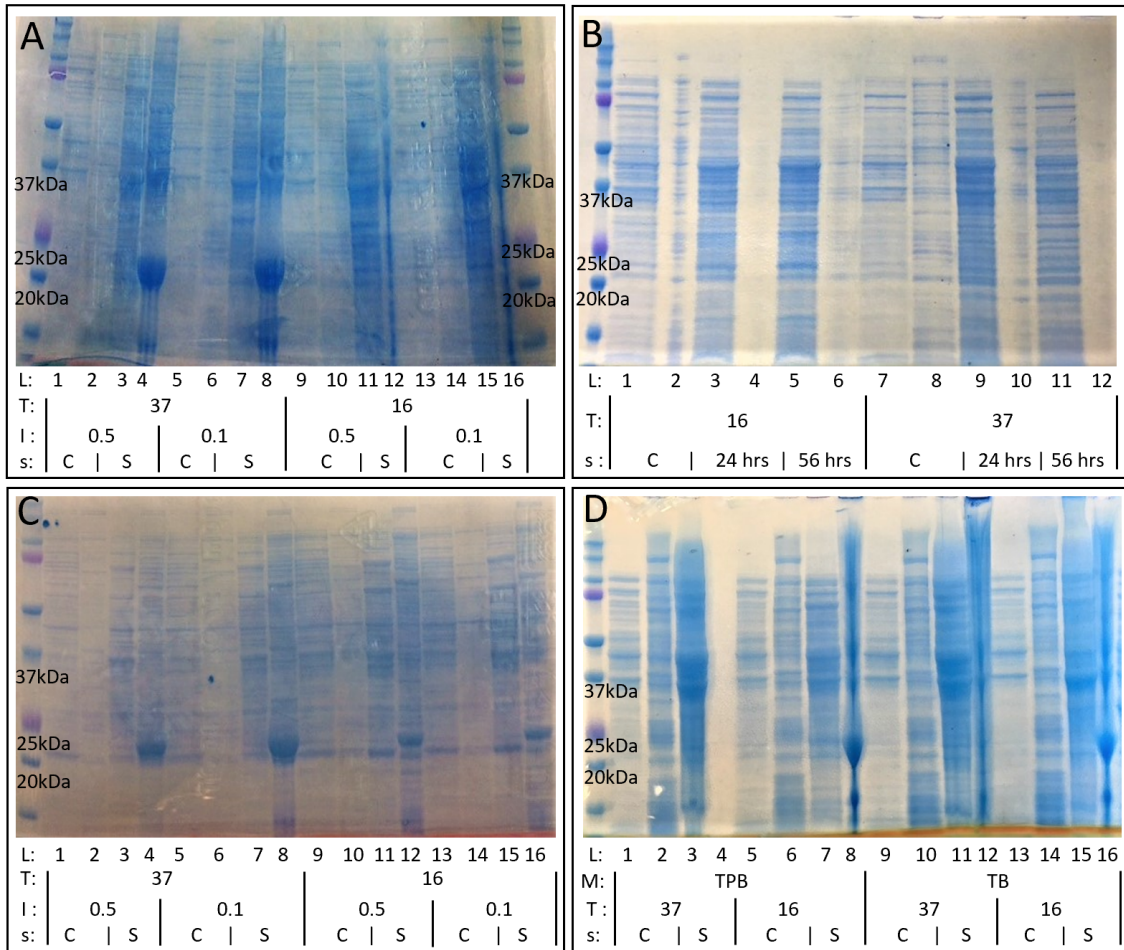 A
37kDa
25kDa
20kDa
37kDa
25kDa
20kDa
L: 1 2 3 4 5 6 7 8 9 10 11 12 13 14 15 16
T: 37 16
I : 0.5 0.1 0.5 0.1
s: C | S C | S C | S C | S
B
37kDa
25kDa
20kDa
L: 1 2 3 4 5 6 7 8 9 10 11 12
T: 16 37
s : C | 24 hrs | 56 hrs C | 24 hrs | 56 hrs
C
37kDa
25kDa
20kDa
L: 1 2 3 4 5 6 7 8 9 10 11 12 13 14 15 16
T: 37 16
I : 0.5 0.1 0.5 0.1
s: C | S C | S C | S C | S
D
37kDa
25kDa
20kDa
L: 1 2 3 4 5 6 7 8 9 10 11 12 13 14 15 16
M: TPB TB
T : 37 16 37 16
s: C | S C | S C | S C | S